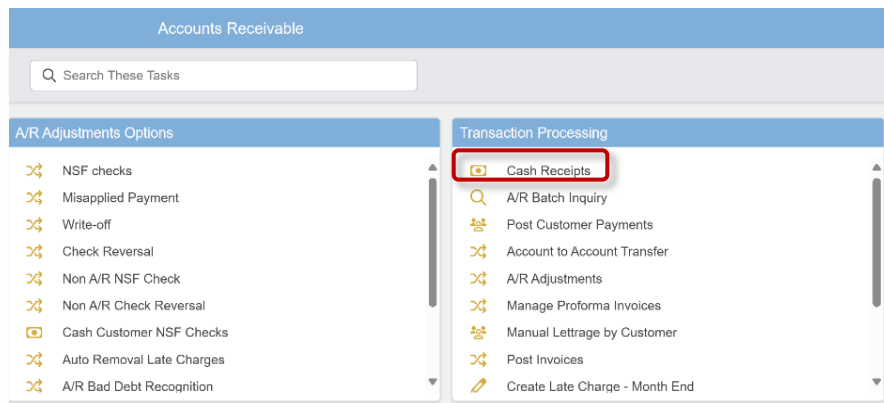 Accounts Receivable
Search These Tasks
A/R Adjustments Options
NSF checks
Misapplied Payment
Write-off
Check Reversal
Non A/R NSF Check
Non A/R Check Reversal
Cash Customer NSF Checks
Auto Removal Late Charges
A/R Bad Debt Recognition
Transaction Processing
Cash Receipts
A/R Batch Inquiry
Post Customer Payments
Account to Account Transfer
A/R Adjustments
Manage Proforma Invoices
Manual Lettrage by Customer
Post Invoices
Create Late Charge - Month End